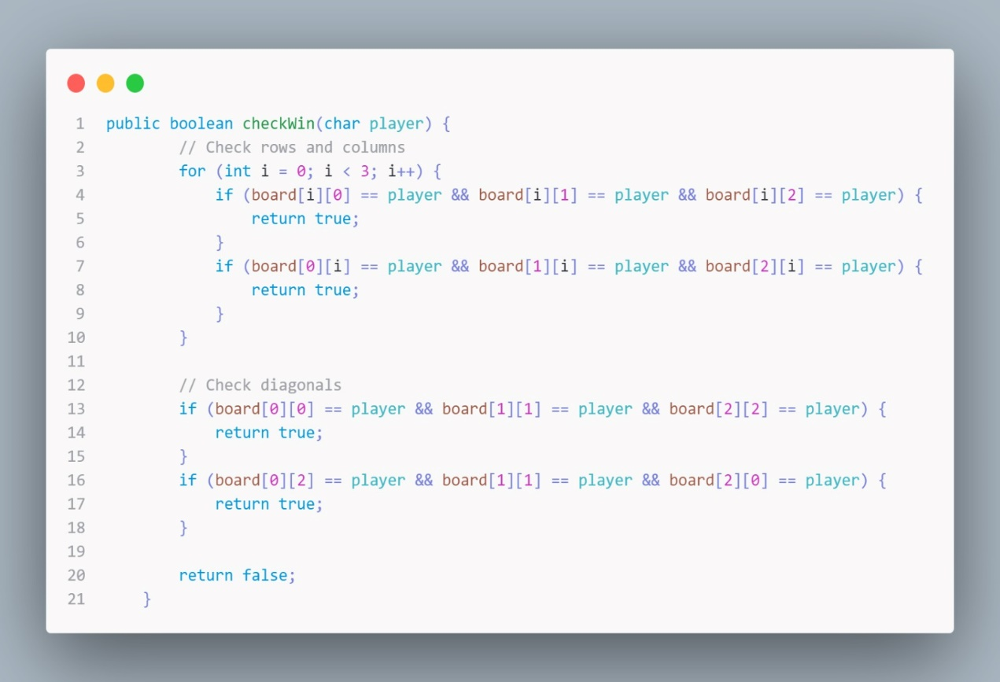 1 public boolean checkWin(char player) {
2         // Check rows and columns
3         for (int i = 0; i < 3; i++) {
4             if (board[i][0] == player && board[i][1] == player && board[i][2] == player) {
5                 return true;
6             }
7             if (board[0][i] == player && board[1][i] == player && board[2][i] == player) {
8                 return true;
9             }
10         }
11
12         // Check diagonals
13         if (board[0][0] == player && board[1][1] == player && board[2][2] == player) {
14             return true;
15         }
16         if (board[0][2] == player && board[1][1] == player && board[2][0] == player) {
17             return true;
18         }
19
20         return false;
21     }